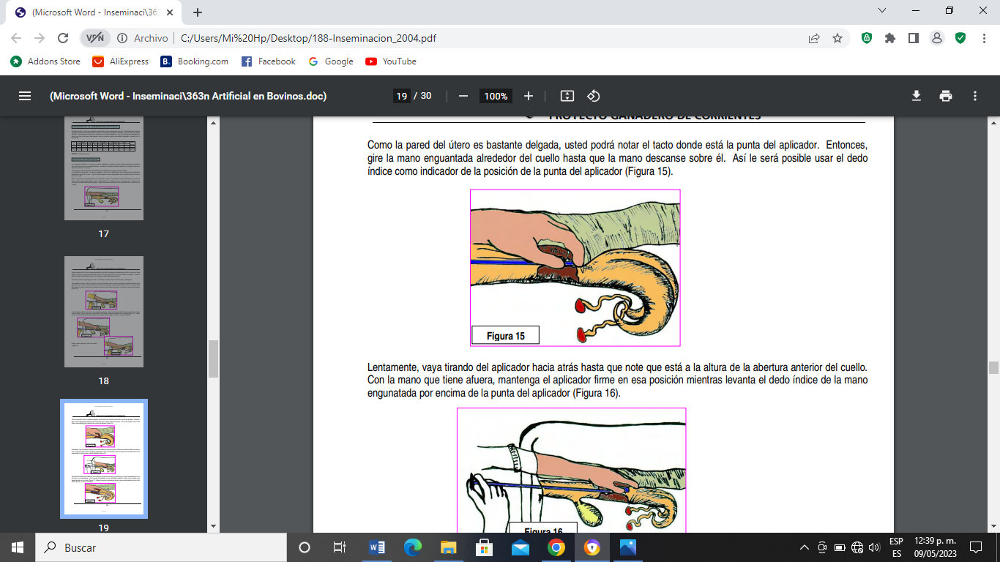 (Microsoft Word - Inseminaci\363
VPN
Archivo
C:/Users/Mi%20Hp/Desktop/188-Inseminacion_2004.pdf
Addons Store
AliExpress
Booking.com
Facebook
Google
YouTube
(Microsoft Word - Inseminaci\363n Artificial en Bovinos.doc)
19 / 30
100%
17
18
19
PROYECTO GANADERO DE CORRIENTES
Como la pared del útero es bastante delgada, usted podrá notar el tacto donde está la punta del aplicador. Entonces,
gire la mano enguantada alrededor del cuello hasta que la mano descanse sobre él. Así le será posible usar el dedo
índice como indicador de la posición de la punta del aplicador (Figura 15).
Figura 15
Lentamente, vaya tirando del aplicador hacia atrás hasta que note que está a la altura de la abertura anterior del cuello.
Con la mano que tiene afuera, mantenga el aplicador firme en esa posición mientras levanta el dedo índice de la mano
engunatada por encima de la punta del aplicador (Figura 16).
Figura 16
Buscar
ESP
ES
12:39 p. m.
09/05/2023